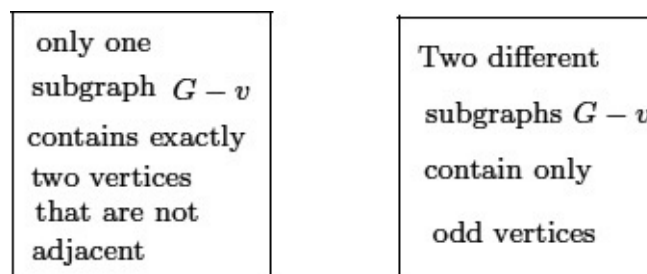 only one
subgraph G − v
contains exactly
two vertices
that are not
adjacent
Two different
subgraphs G − v
contain only
odd vertices